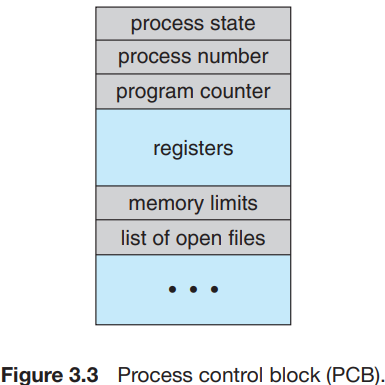 process state
process number
program counter
registers
memory limits
list of open files
• • •
Figure 3.3 Process control block (PCB).